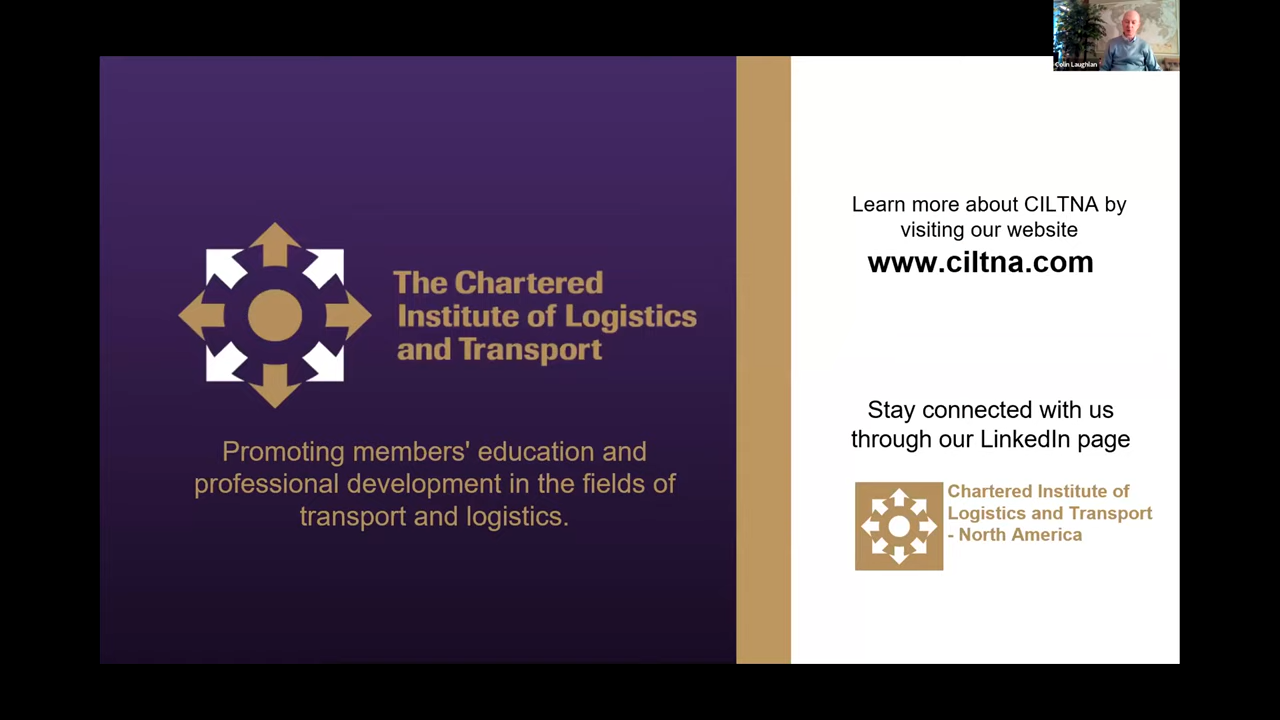 Colin Laughlan
The Chartered
Institute of Logistics
and Transport
Promoting members' education and
professional development in the fields of
transport and logistics.
Learn more about CILTNA by
visiting our website
www.ciltna.com
Stay connected with us
through our LinkedIn page
Chartered Institute of
Logistics and Transport
- North America